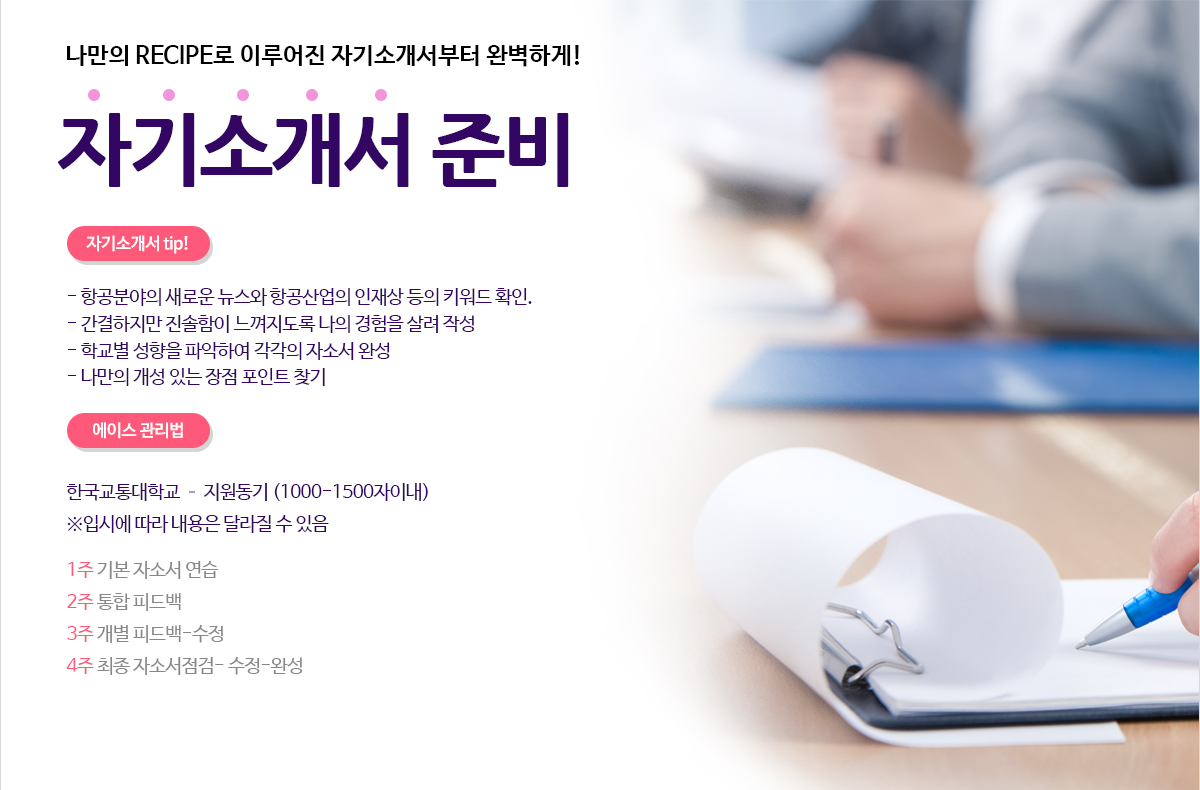 나만의 RECIPE로 이루어진 자기소개서부터 완벽하게!
자기소개서 준비
자기소개서 tip!
- 항공분야의 새로운 뉴스와 항공산업의 인재상 등의 키워드 확인.
- 간결하지만 진솔함이 느껴지도록 나의 경험을 살려 작성
- 학교별 성향을 파악하여 각각의 자소서 완성
- 나만의 개성 있는 장점 포인트 찾기
에이스 관리법
한국교통대학교 - 지원동기 (1000-1500자이내)
※입시에 따라 내용은 달라질 수 있음
1주 기본 자소서 연습
2주 통합 피드백
3주 개별 피드백-수정
4주 최종 자소서점검- 수정-완성